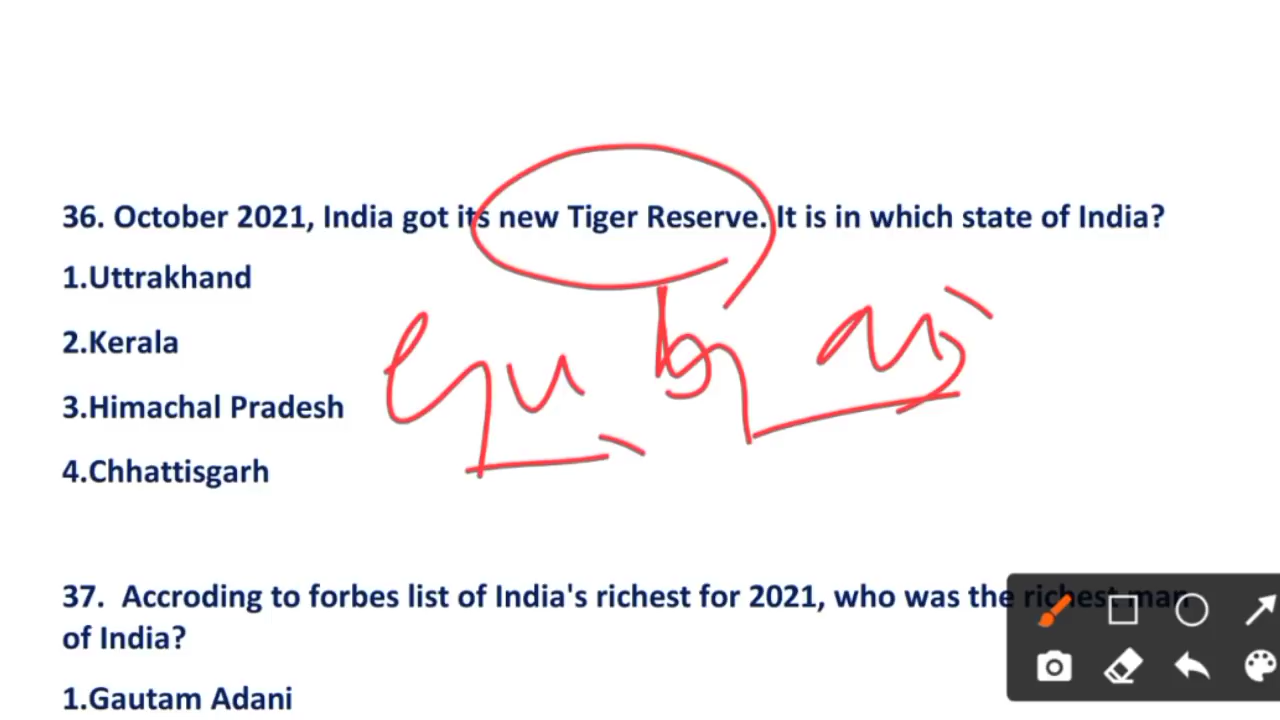 36. October 2021, India got its new Tiger Reserve. It is in which state of India?
1.Uttrakhand
2.Kerala
3.Himachal Pradesh
4.Chhattisgarh
37. Accroding to forbes list of India's richest for 2021, who was the richest man
of India?
1.Gautam Adani